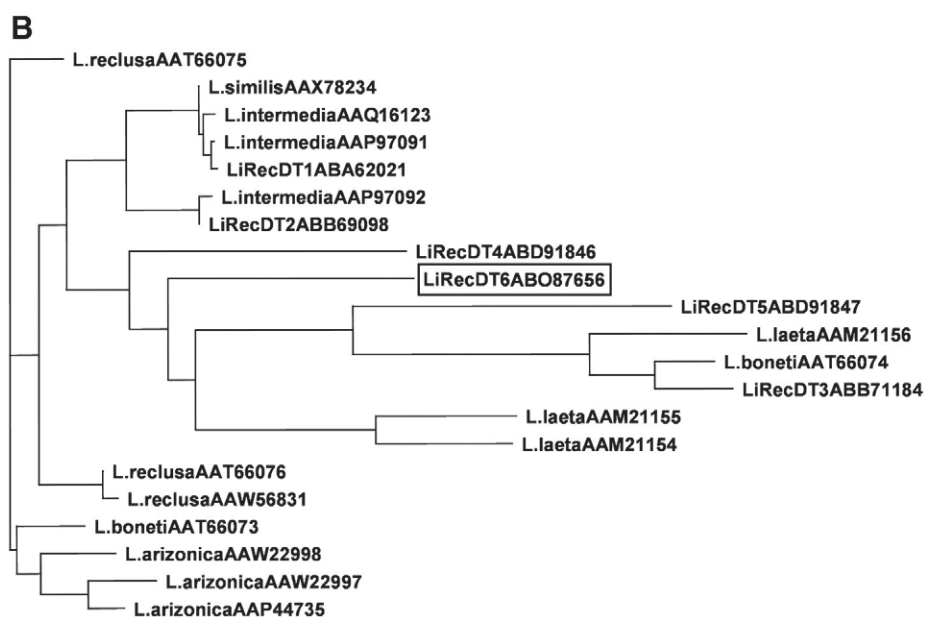 B
L.reclusaAAT66075
L.similisAAX78234
L.intermediaAAQ16123
L.intermediaAAP97091
LiRecDT1ABA62021
L.intermediaAAP97092
LiRecDT2ABB69098
LiRecDT4ABD91846
LiRecDT6ABO87656
LiRecDT5ABD91847
L.laetaAAM21156
L.bonetiAAT66074
LiRecDT3ABB71184
L.laetaAAM21155
L.laetaAAM21154
L.reclusaAAT66076
L.reclusaAAW56831
L.bonetiAAT66073
L.arizonicaAAW22998
L.arizonicaAAW22997
L.arizonicaAAP44735